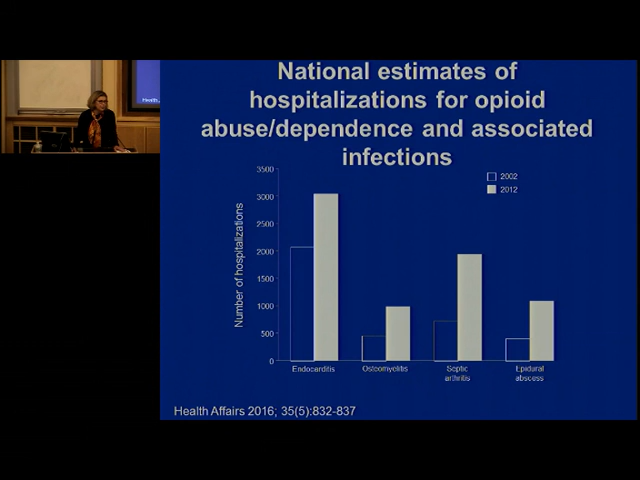 National estimates of
hospitalizations for opioid
abuse/dependence and associated
infections
3500
3000
2500
2000
1500
1000
500
0
Number of hospitalizations
2002
2012
Endocarditis
Osteomyelitis
Septic
arthritis
Epidural
abscess
Health Affairs 2016; 35(5):832-837
Health